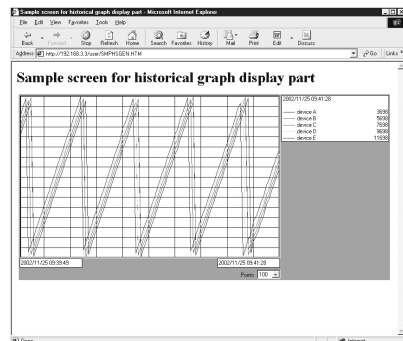 Sample screen for historical graph display part - Microsoft Internet Explorer
File Edit View Favorites Tools Help
Back Forward Stop Refresh Home Search Favorites History Mail Print Edit Discuss
Address http://192.168.3.3/user/SMPHSGEN.HTM Go Links
Sample screen for historical graph display part
2002/11/25 09:41:28
device A 3698
device B 5698
device C 7698
device D 9698
device E 11698
2002/11/25 09:39:49 2002/11/25 09:41:28
Points 100
Done Internet